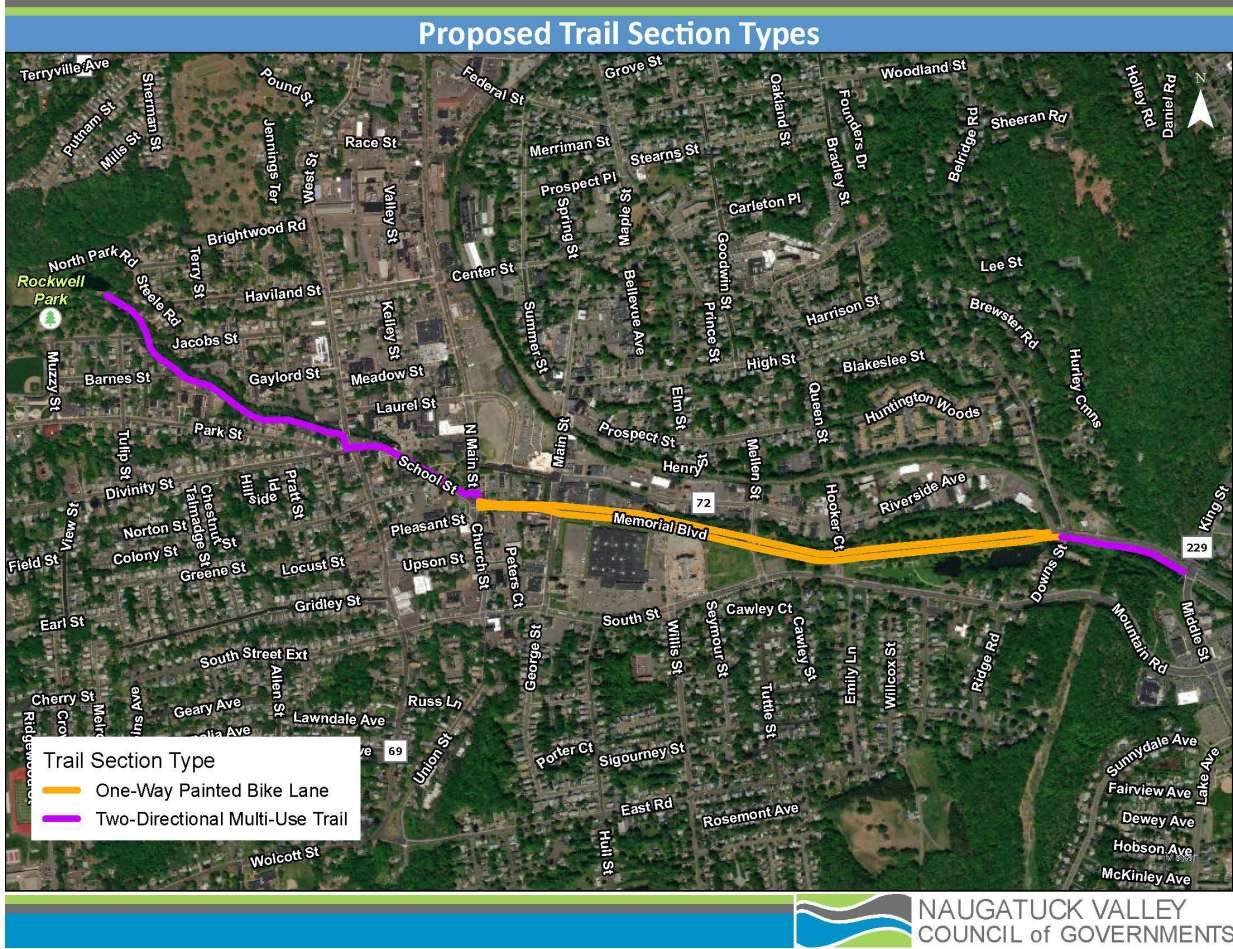 Proposed Trail Section Types
Terryville Ave
Sherman St
Pound St
Federal St
Grove St
Oakland St
Woodland St
Founders Dr
Belridge Rd
Sheeran Rd
Holley Rd
Daniel Rd
N
Putnam St
Mills St
Jennings Ter
West St
Race St
Merriman St
Stearns St
Bradley St
Prospect Pl
Spring St
Maple St
Carleton Pl
Valley St
Brightwood Rd
North Park Rd
Rockwell
Park
Steele Rd
Terry St
Haviland St
Center St
Goodwin St
Lee St
Kelley St
Summer St
Bellevue Ave
Prince St
Harrison St
Brewster Rd
Jacobs St
Muzzy St
Barnes St
Gaylord St
Meadow St
High St
Blakeslee St
Hurley Cmns
Laurel St
Elm St
Queen St
Huntington Woods
Park St
N Main St
Main St
Prospect St
Tulip St
School St
Henry St
Mellen St
Divinity St
Hillside
Pratt St
72
Hooker Ct
Riverside Ave
King St
View St
Chestnut St
Talmadge St
Norton St
Pleasant St
Memorial Blvd
229
Field St
Colony St
Greene St
Locust St
Upson St
Church St
Peters Ct
Downs St
Gridley St
Earl St
South St
Cawley Ct
Seymour St
Willis St
Cawley St
Middle St
Mountain Rd
South Street Ext
Allen St
George St
Emily Ln
Willcox St
Ridge Rd
Cherry St
Geary Ave
Russ Ln
Lawndale Ave
Tuttle St
69
Union St
Porter Ct
Sigourney St
Sunnydale Ave
Lake Ave
Fairview Ave
East Rd
Rosemont Ave
Dewey Ave
Hull St
Hobson Ave
Wolcott St
McKinley Ave
Trail Section Type
One-Way Painted Bike Lane
Two-Directional Multi-Use Trail
NAUGATUCK VALLEY
COUNCIL of GOVERNMENTS